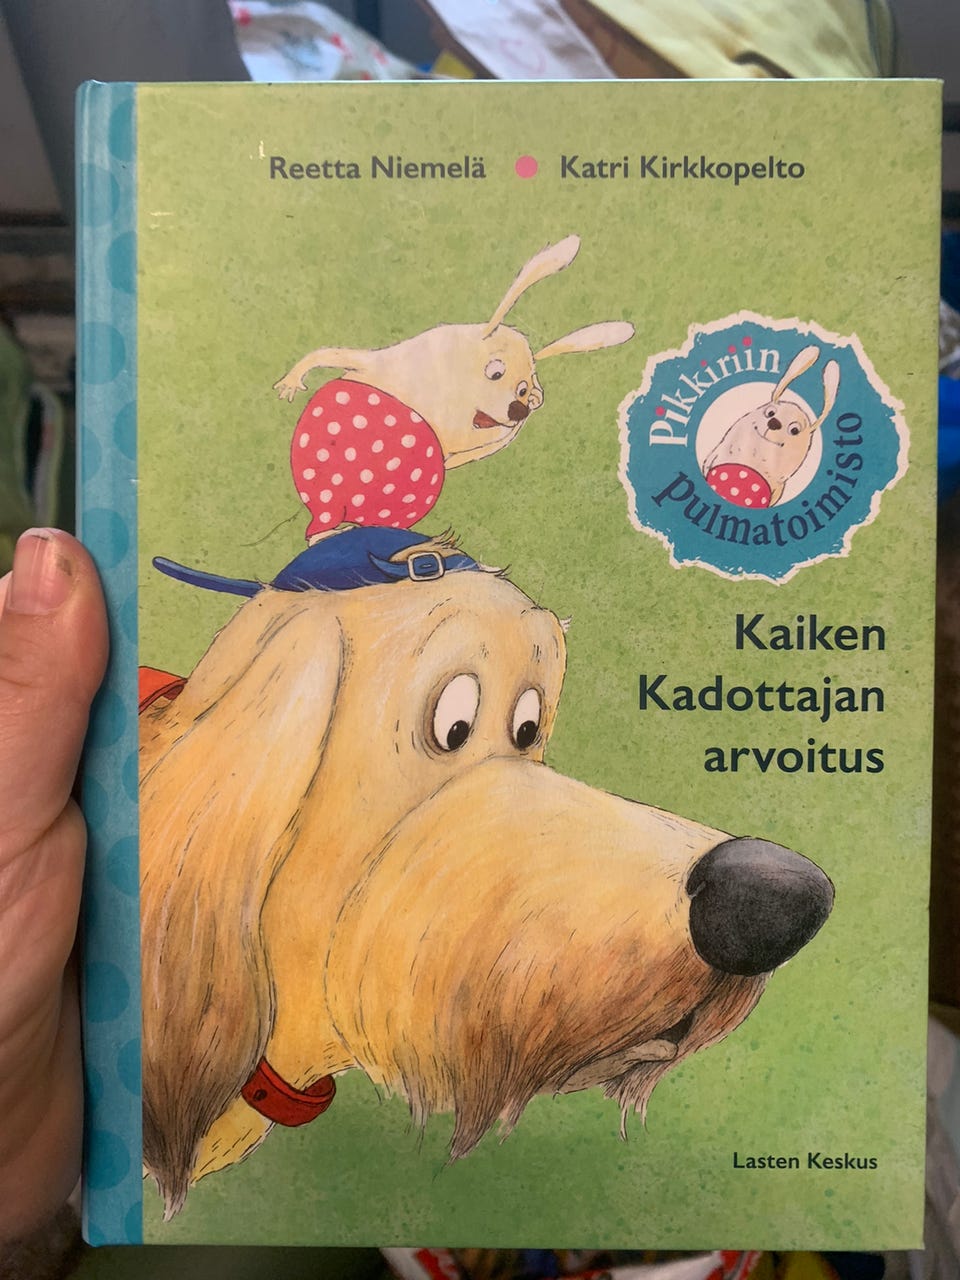 Reetta Niemelä • Katri Kirkkopelto
Pikkiriin
pulmatoimisto
Kaiken
Kadottajan
arvoitus
Lasten Keskus